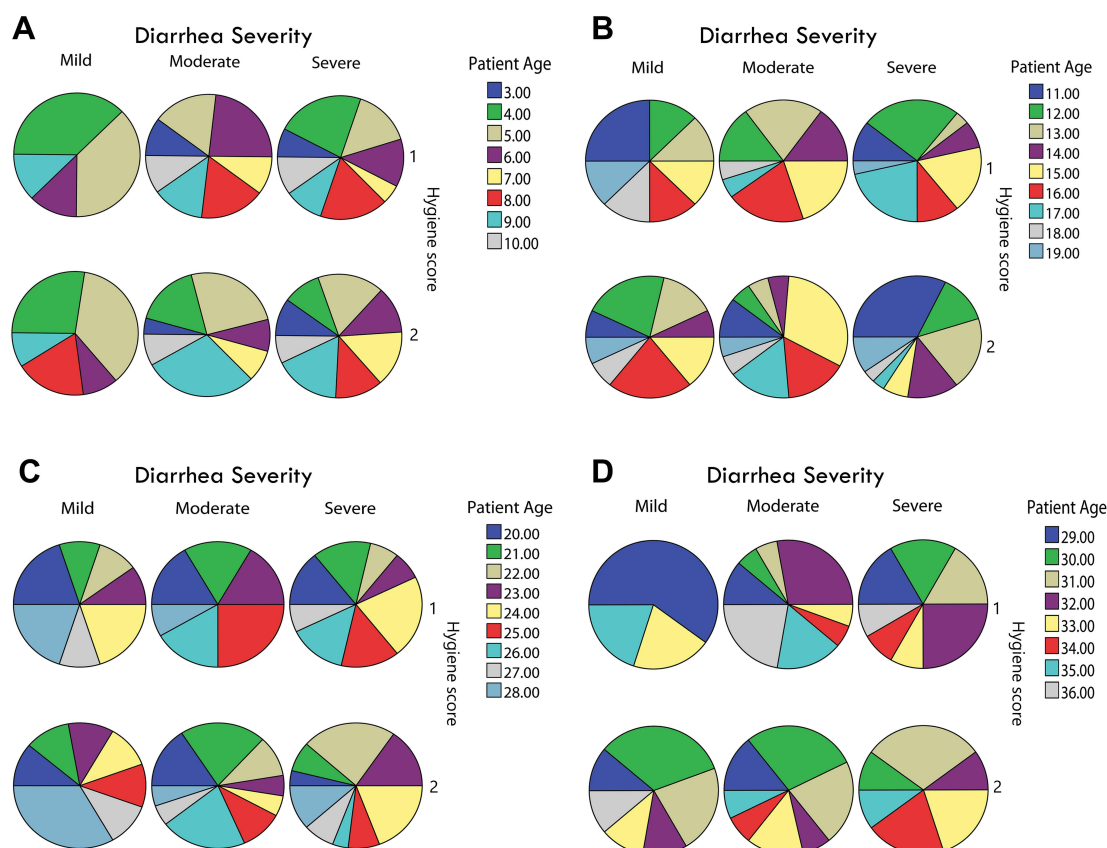 A
Diarrhea Severity
Mild
Moderate
Severe
Patient Age
3.00
4.00
5.00
6.00
7.00
8.00
9.00
10.00
1
2
Hygiene score
B
Diarrhea Severity
Mild
Moderate
Severe
Patient Age
11.00
12.00
13.00
14.00
15.00
16.00
17.00
18.00
19.00
1
2
Hygiene score
C
Diarrhea Severity
Mild
Moderate
Severe
Patient Age
20.00
21.00
22.00
23.00
24.00
25.00
26.00
27.00
28.00
1
2
Hygiene score
D
Diarrhea Severity
Mild
Moderate
Severe
Patient Age
29.00
30.00
31.00
32.00
33.00
34.00
35.00
36.00
1
2
Hygiene score